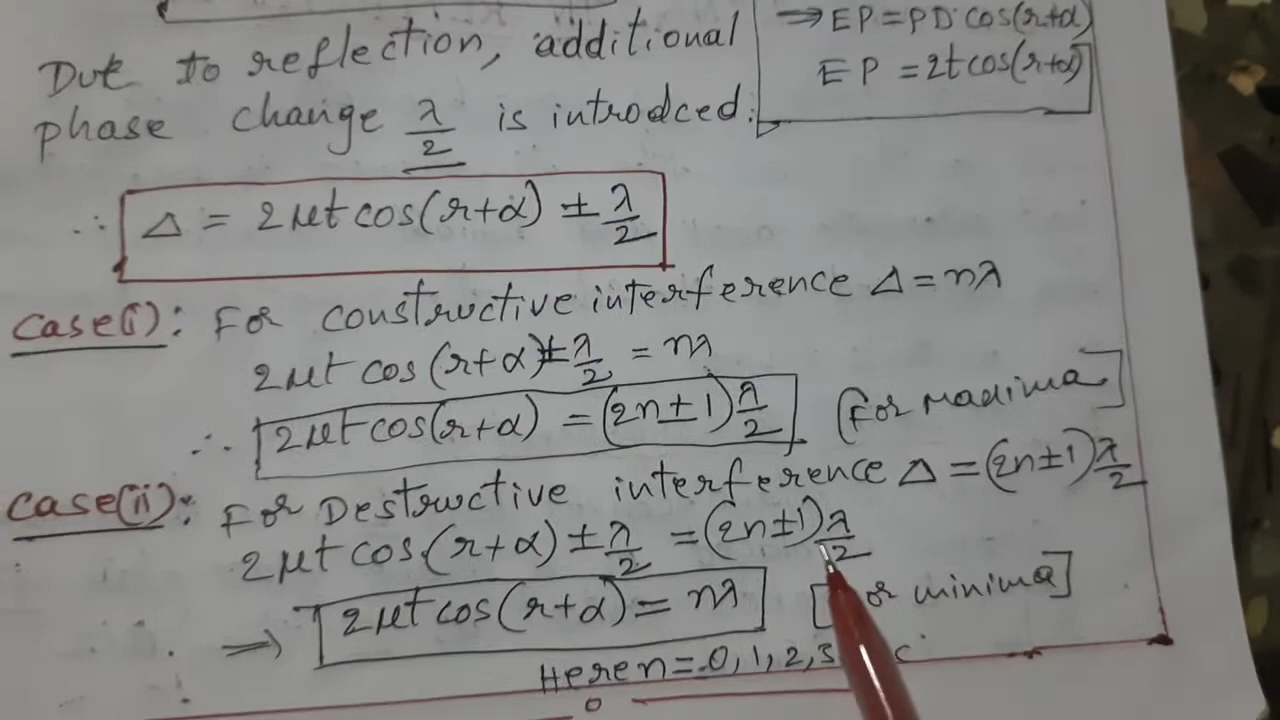 Due to reflection, additional
phase change λ/2 is introdced.
⇒ EP = PD cos(r+α)
EP = 2t cos(r+α)
∴ Δ = 2μt cos(r+α) ± λ/2
Case(i): For constructive interference Δ = nλ
2μt cos(r+α) ± λ/2 = nλ
∴ 2μt cos(r+α) = (2n±1) λ/2 [For Maxima]
Case(ii): For Destructive interference Δ = (2n±1) λ/2
2μt cos(r+α) ± λ/2 = (2n±1) λ/2
⇒ 2μt cos(r+α) = nλ [or minima]
Here n = 0, 1, 2, 3 c